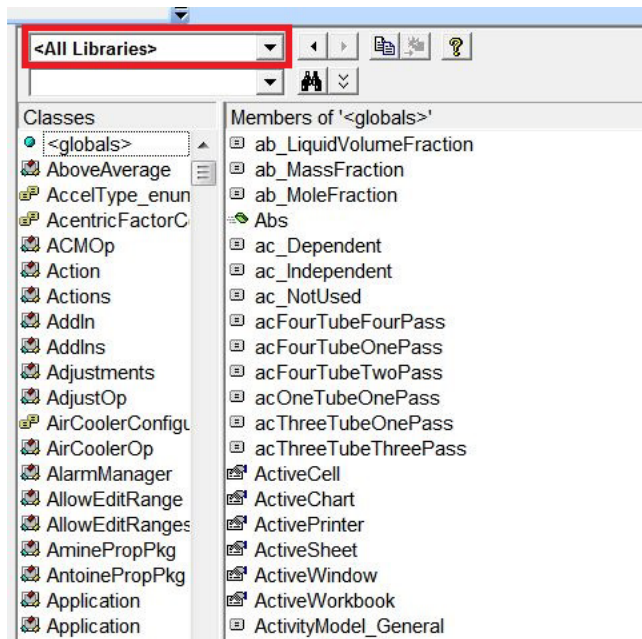 <All Libraries>
Classes
Members of '<globals>'
<globals>
AboveAverage
AccelType_enun
AcentricFactorC
ACMOp
Action
Actions
AddIn
AddIns
Adjustments
AdjustOp
AirCoolerConfigu
AirCoolerOp
AlarmManager
AllowEditRange
AllowEditRanges
AminePropPkg
AntoinePropPkg
Application
Application
ab_LiquidVolumeFraction
ab_MassFraction
ab_MoleFraction
Abs
ac_Dependent
ac_Independent
ac_NotUsed
acFourTubeFourPass
acFourTubeOnePass
acFourTubeTwoPass
acOneTubeOnePass
acThreeTubeOnePass
acThreeTubeThreePass
ActiveCell
ActiveChart
ActivePrinter
ActiveSheet
ActiveWindow
ActiveWorkbook
ActivityModel_General